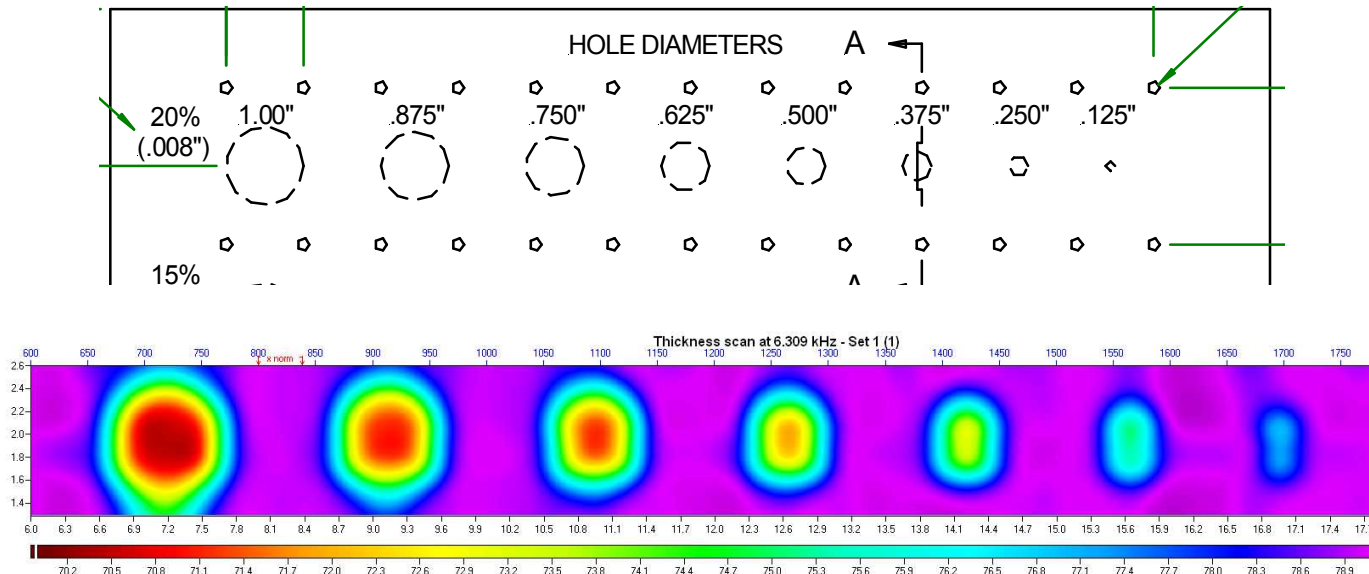 HOLE DIAMETERS A
20% 1.00" .875" .750" .625" .500" .375" .250" .125"
(.008")
15% A
Thickness scan at 6.309 kHz - Set 1 (1)
600 650 700 750 800 x norm 850 900 950 1000 1050 1100 1150 1200 1250 1300 1350 1400 1450 1500 1550 1600 1650 1700 1750
2.6
2.4
2.2
2.0
1.8
1.6
1.4
6.0 6.3 6.6 6.9 7.2 7.5 7.8 8.1 8.4 8.7 9.0 9.3 9.6 9.9 10.2 10.5 10.8 11.1 11.4 11.7 12.0 12.3 12.6 12.9 13.2 13.5 13.8 14.1 14.4 14.7 15.0 15.3 15.6 15.9 16.2 16.5 16.8 17.1 17.4 17.7
70.2 70.5 70.8 71.1 71.4 71.7 72.0 72.3 72.6 72.9 73.2 73.5 73.8 74.1 74.4 74.7 75.0 75.3 75.6 75.9 76.2 76.5 76.8 77.1 77.4 77.7 78.0 78.3 78.6 78.9